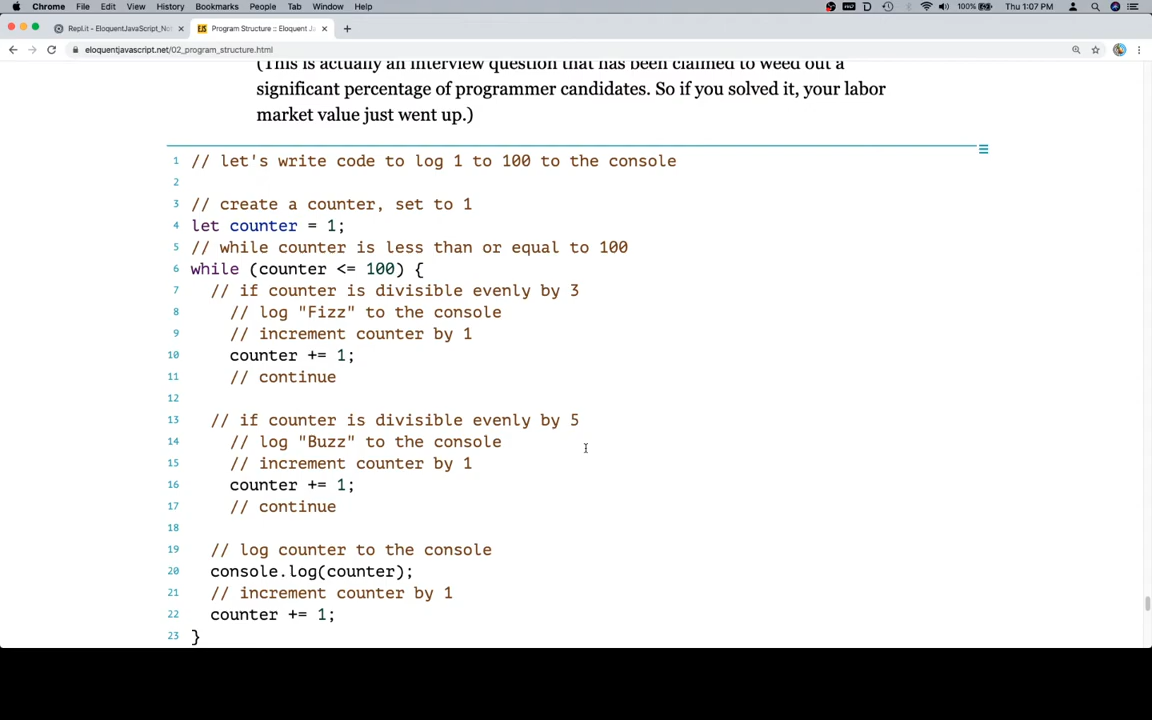 Chrome File Edit View History Bookmarks People Tab Window Help 100% Thu 1:07 PM
Repl.it - EloquentJavaScript_No × Program Structure :: Eloquent Ja × +
eloquentjavascript.net/02_program_structure.html
(This is actually an interview question that has been claimed to weed out a
significant percentage of programmer candidates. So if you solved it, your labor
market value just went up.)
1 // let's write code to log 1 to 100 to the console
2
3 // create a counter, set to 1
4 let counter = 1;
5 // while counter is less than or equal to 100
6 while (counter <= 100) {
7 // if counter is divisible evenly by 3
8 // log "Fizz" to the console
9 // increment counter by 1
10 counter += 1;
11 // continue
12
13 // if counter is divisible evenly by 5
14 // log "Buzz" to the console
15 // increment counter by 1
16 counter += 1;
17 // continue
18
19 // log counter to the console
20 console.log(counter);
21 // increment counter by 1
22 counter += 1;
23 }